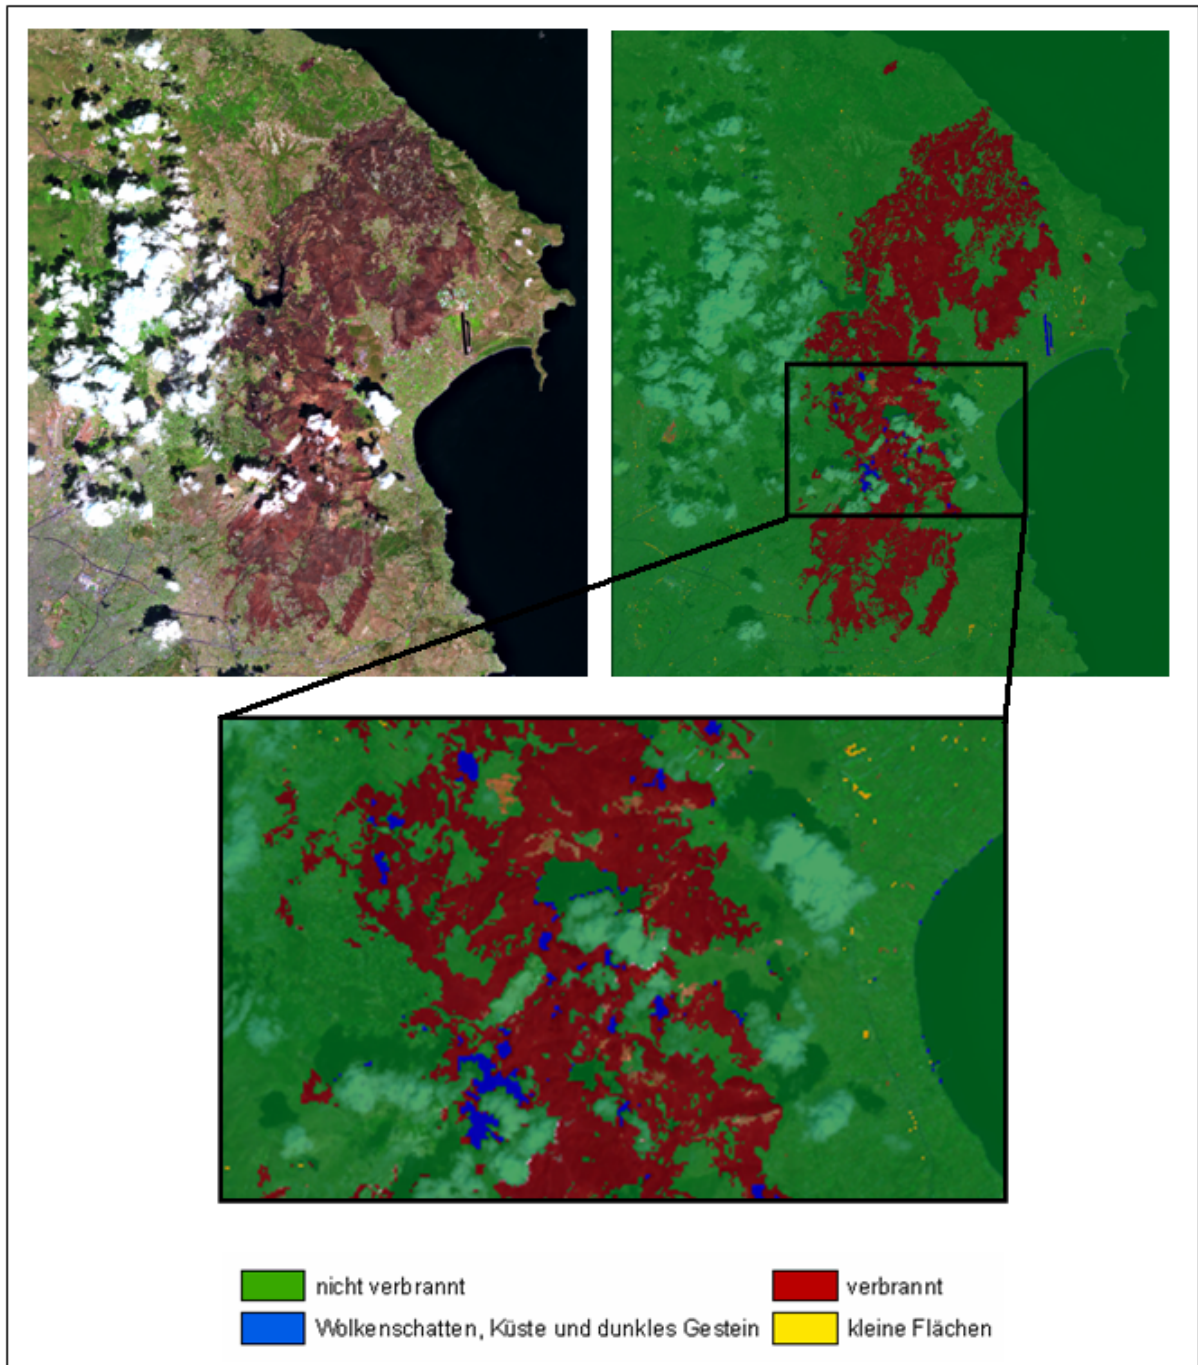 nicht verbrannt
verbrannt
Wolkenschatten, Küste und dunkles Gestein
kleine Flächen